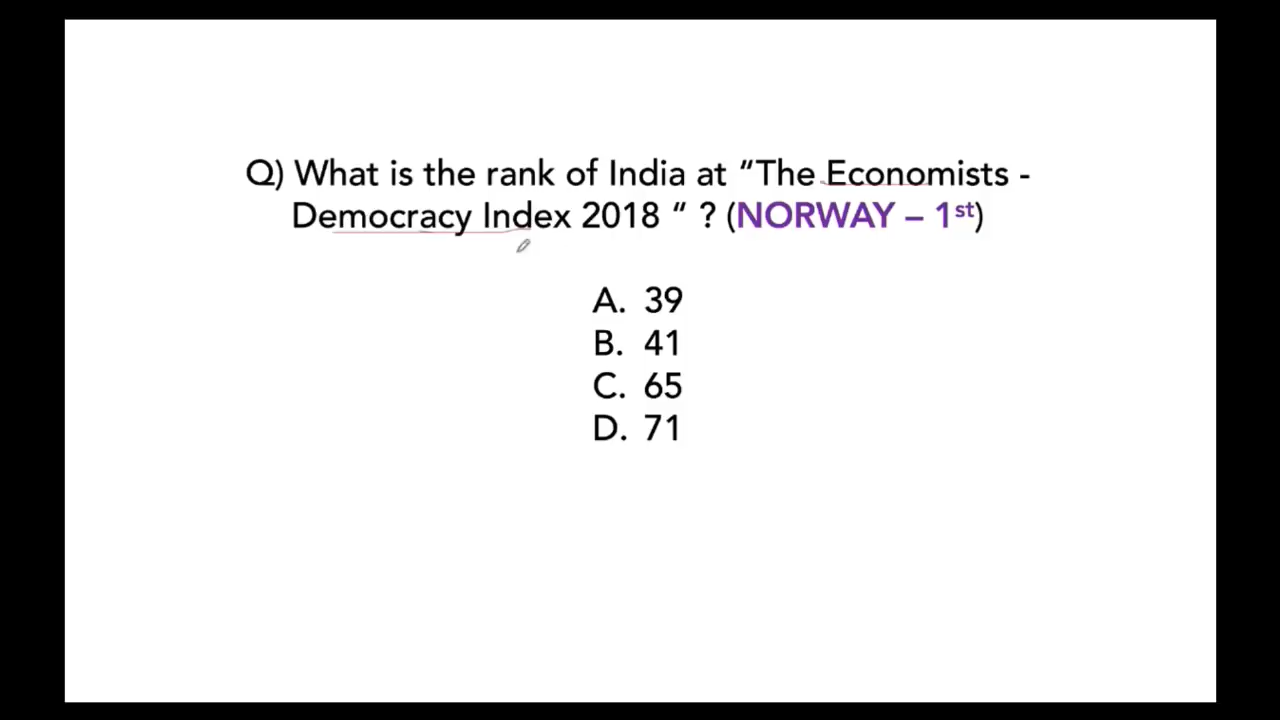 Q) What is the rank of India at “The Economists -
Democracy Index 2018 “ ? (NORWAY – 1st)
A. 39
B. 41
C. 65
D. 71